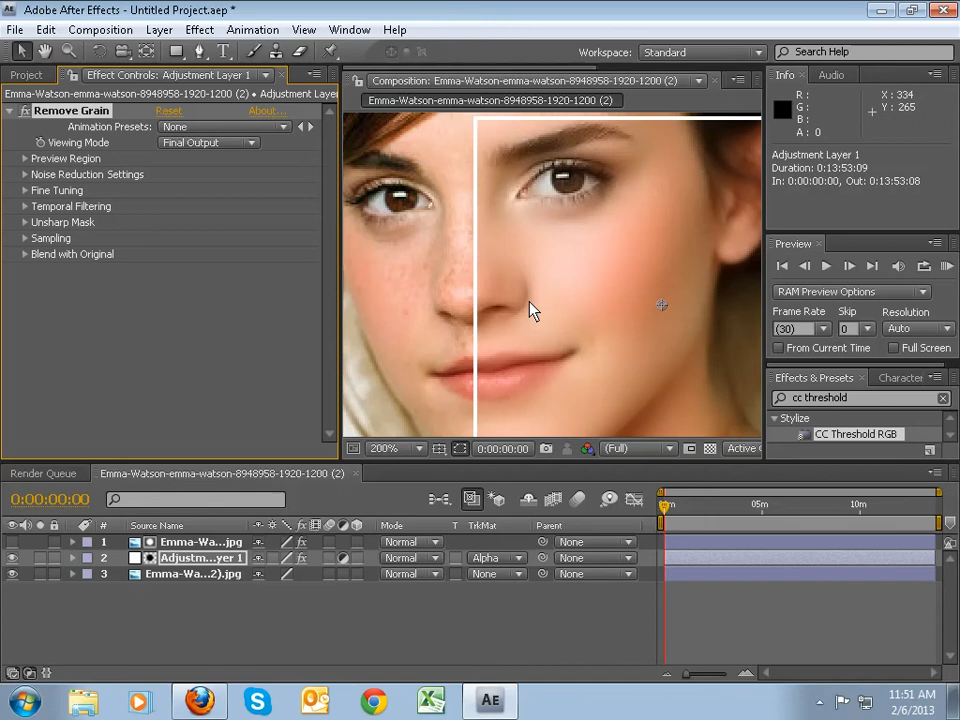 Adobe After Effects - Untitled Project.aep *
File Edit Composition Layer Effect Animation View Window Help
Workspace: Standard Search Help
Project Effect Controls: Adjustment Layer 1
Emma-Watson-emma-watson-8948958-1920-1200 (2) • Adjustment Layer
Remove Grain Reset About...
Animation Presets: None
Viewing Mode Final Output
Preview Region
Noise Reduction Settings
Fine Tuning
Temporal Filtering
Unsharp Mask
Sampling
Blend with Original
Composition: Emma-Watson-emma-watson-8948958-1920-1200 (2)
Emma-Watson-emma-watson-8948958-1920-1200 (2)
200% 0:00:00:00 (Full) Active
Info Audio
R: X: 334
G: Y: 265
B:
A: 0
Adjustment Layer 1
Duration: 0:13:53:09
In: 0:00:00:00, Out: 0:13:53:08
Preview
RAM Preview Options
Frame Rate Skip Resolution
(30) 0 Auto
From Current Time Full Screen
Effects & Presets Character
cc threshold
Stylize
CC Threshold RGB
Render Queue Emma-Watson-emma-watson-8948958-1920-1200 (2)
0:00:00:00
05m 10m
# Source Name Mode T TrkMat Parent
1 Emma-Wa...jpg Normal None
2 Adjustm...yer 1 Normal Alpha None
3 Emma-Wa...2).jpg Normal None None
AE
11:51 AM
2/6/2013